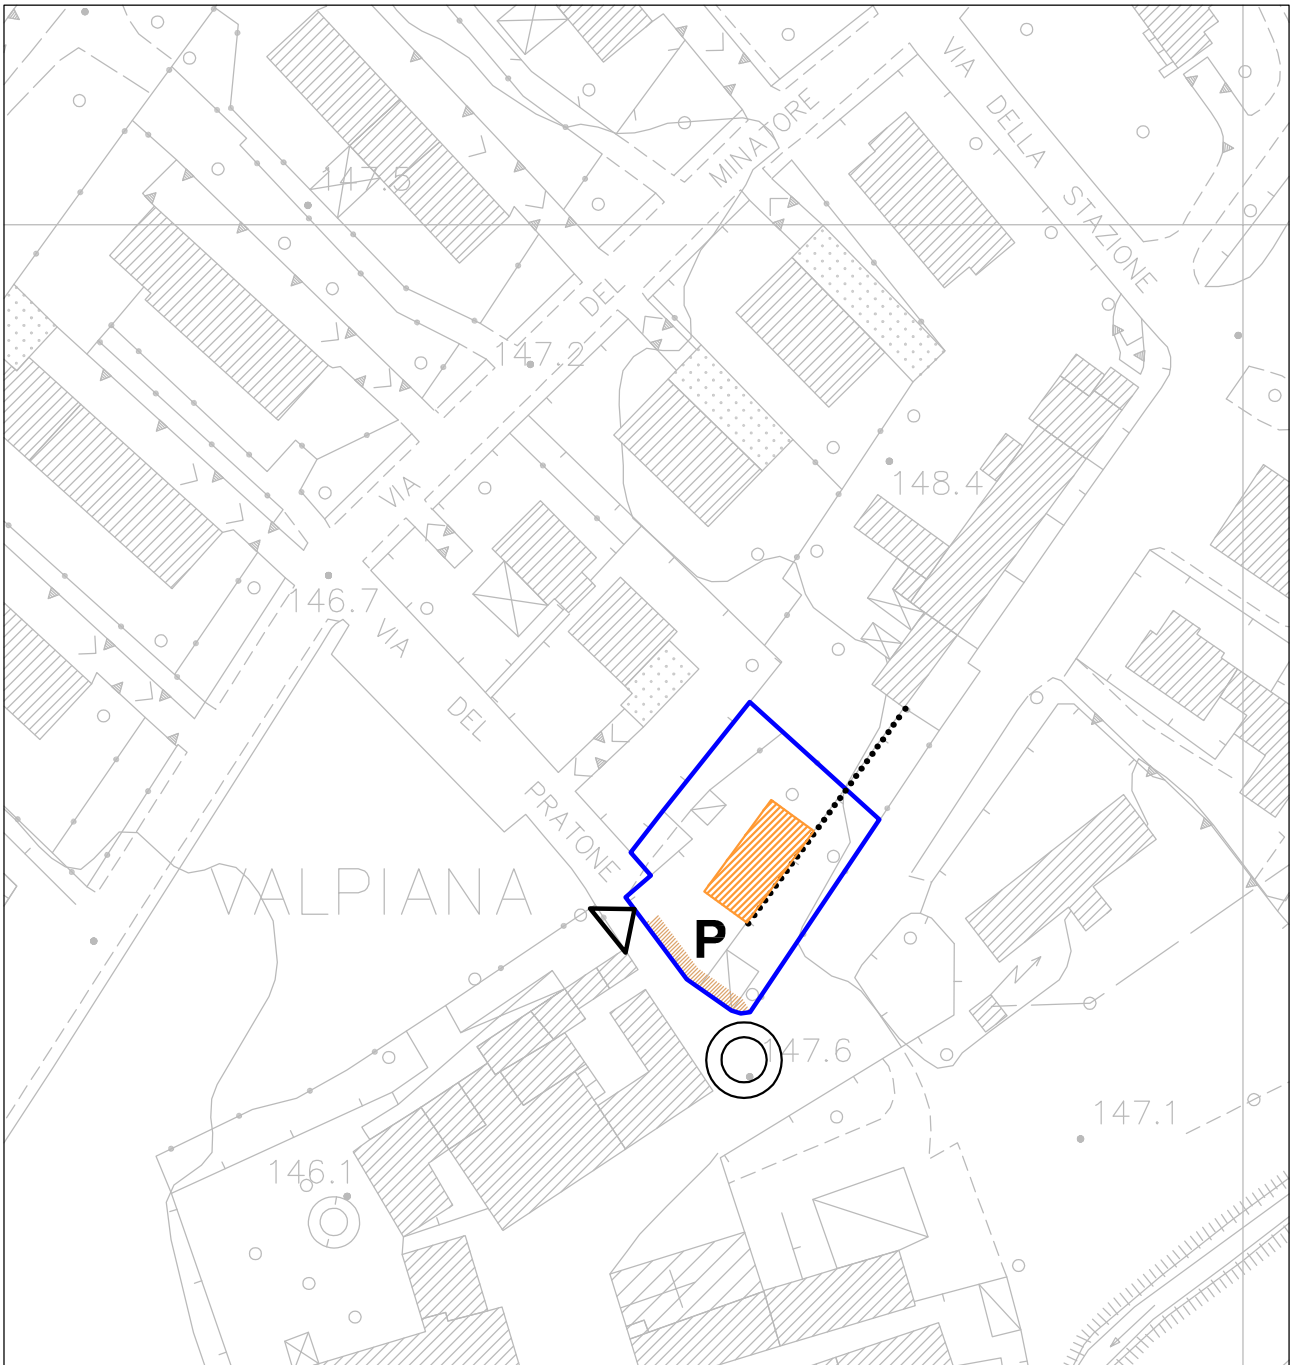 VIA DELLA STAZIONE
MINATORE
147.5
DEL
147.2
148.4
VIA
146.7
VIA
DEL
PRATONE
VALPIANA
P
147.6
147.1
146.1